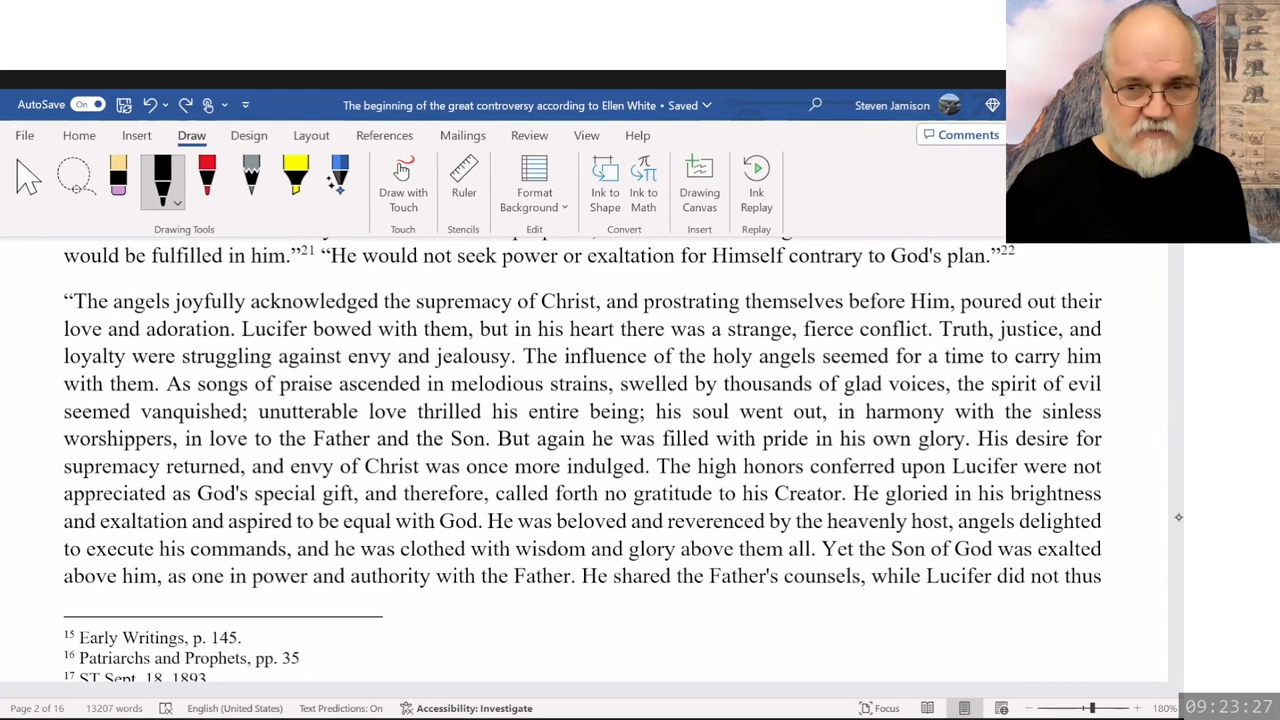 AutoSave On The beginning of the great controversy according to Ellen White • Saved Steven Jamison
File Home Insert Draw Design Layout References Mailings Review View Help Comments
Draw with Touch Ruler Format Background Ink to Shape Ink to Math Drawing Canvas Ink Replay
Drawing Tools Touch Stencils Edit Convert Insert Replay
would be fulfilled in him.”21 “He would not seek power or exaltation for Himself contrary to God's plan.”22
“The angels joyfully acknowledged the supremacy of Christ, and prostrating themselves before Him, poured out their
love and adoration. Lucifer bowed with them, but in his heart there was a strange, fierce conflict. Truth, justice, and
loyalty were struggling against envy and jealousy. The influence of the holy angels seemed for a time to carry him
with them. As songs of praise ascended in melodious strains, swelled by thousands of glad voices, the spirit of evil
seemed vanquished; unutterable love thrilled his entire being; his soul went out, in harmony with the sinless
worshippers, in love to the Father and the Son. But again he was filled with pride in his own glory. His desire for
supremacy returned, and envy of Christ was once more indulged. The high honors conferred upon Lucifer were not
appreciated as God's special gift, and therefore, called forth no gratitude to his Creator. He gloried in his brightness
and exaltation and aspired to be equal with God. He was beloved and reverenced by the heavenly host, angels delighted
to execute his commands, and he was clothed with wisdom and glory above them all. Yet the Son of God was exalted
above him, as one in power and authority with the Father. He shared the Father's counsels, while Lucifer did not thus
15 Early Writings, p. 145.
16 Patriarchs and Prophets, pp. 35
17 ST Sept. 18, 1893
Page 2 of 16 13207 words English (United States) Text Predictions: On Accessibility: Investigate Focus 180%
09:23:27